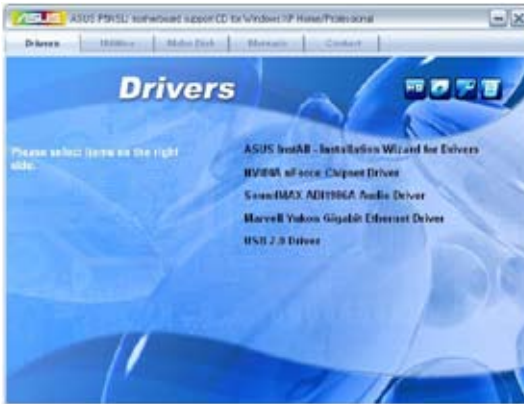 ASUS
ASUS P5NSLI motherboard support CD for Windows XP Home/Professional
Drivers
Utilities
Make Disk
Manuals
Contact
Drivers
Please select items on the right
side.
ASUS InstAll - Installation Wizard for Drivers
NVIDIA nForce Chipset Driver
SoundMAX ADI1986A Audio Driver
Marvell Yukon Gigabit Ethernet Driver
USB 2.0 Driver